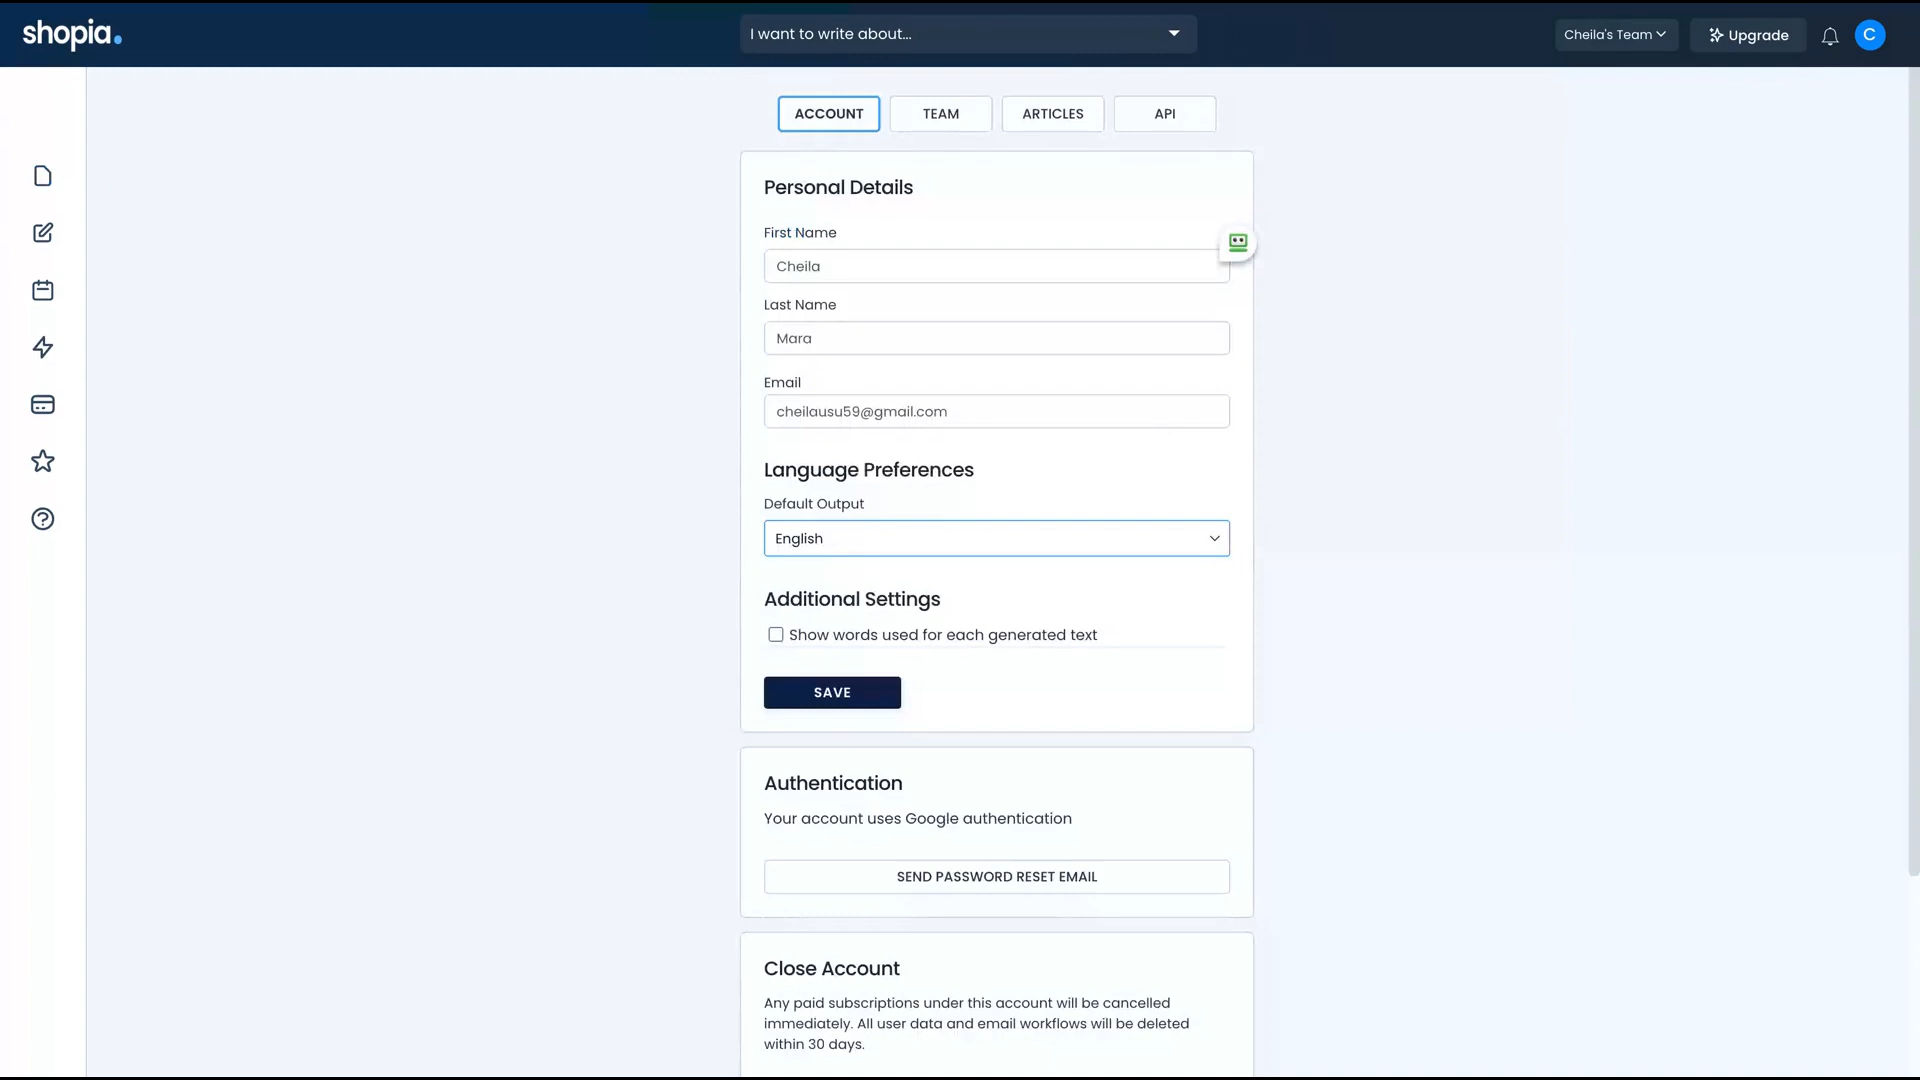 shopia.
I want to write about...
Cheila's Team
Upgrade
C
ACCOUNT
TEAM
ARTICLES
API
Personal Details
First Name
Cheila
Last Name
Mara
Email
cheilausu59@gmail.com
Language Preferences
Default Output
English
Additional Settings
Show words used for each generated text
SAVE
Authentication
Your account uses Google authentication
SEND PASSWORD RESET EMAIL
Close Account
Any paid subscriptions under this account will be cancelled
immediately. All user data and email workflows will be deleted
within 30 days.